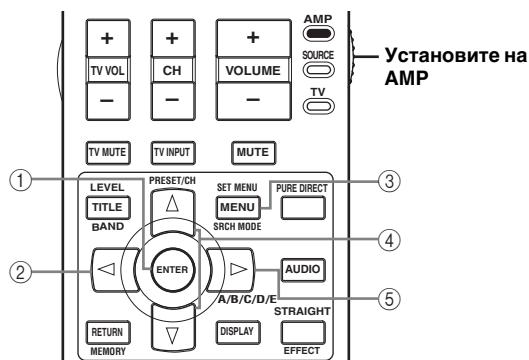 AMP
+ + +
SOURCE
TV VOL CH VOLUME
Установите на
AMP
– – –
TV
TV MUTE TV INPUT MUTE
① PRESET/CH ③
LEVEL SET MENU PURE DIRECT
TITLE MENU
BAND SRCH MODE
④
② ENTER AUDIO
A/B/C/D/E ⑤
STRAIGHT
RETURN DISPLAY
MEMORY EFFECT